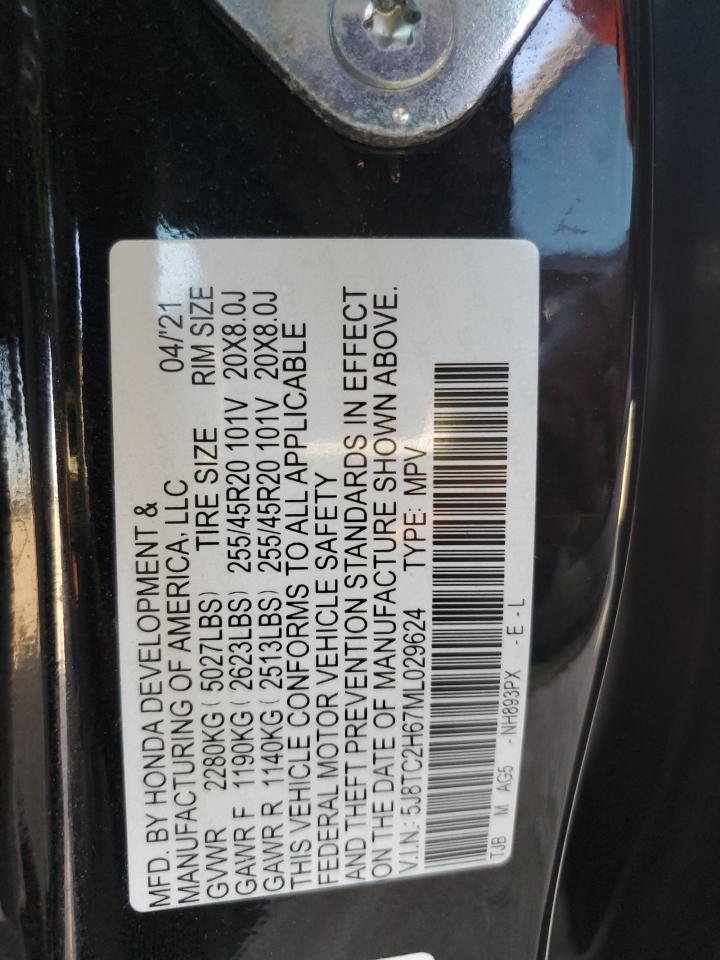 MFD. BY HONDA DEVELOPMENT &
MANUFACTURING OF AMERICA, LLC 04/'21
GVWR 2280KG ( 5027LBS) TIRE SIZE RIM SIZE
GAWR F 1190KG ( 2623LBS) 255/45R20 101V 20X8.0J
GAWR R 1140KG ( 2513LBS) 255/45R20 101V 20X8.0J
THIS VEHICLE CONFORMS TO ALL APPLICABLE
FEDERAL MOTOR VEHICLE SAFETY
AND THEFT PREVENTION STANDARDS IN EFFECT
ON THE DATE OF MANUFACTURE SHOWN ABOVE.
V.I.N.: 5J8TC2H67ML029624 TYPE: MPV
TJB M AG5 -NH893PX -E-L